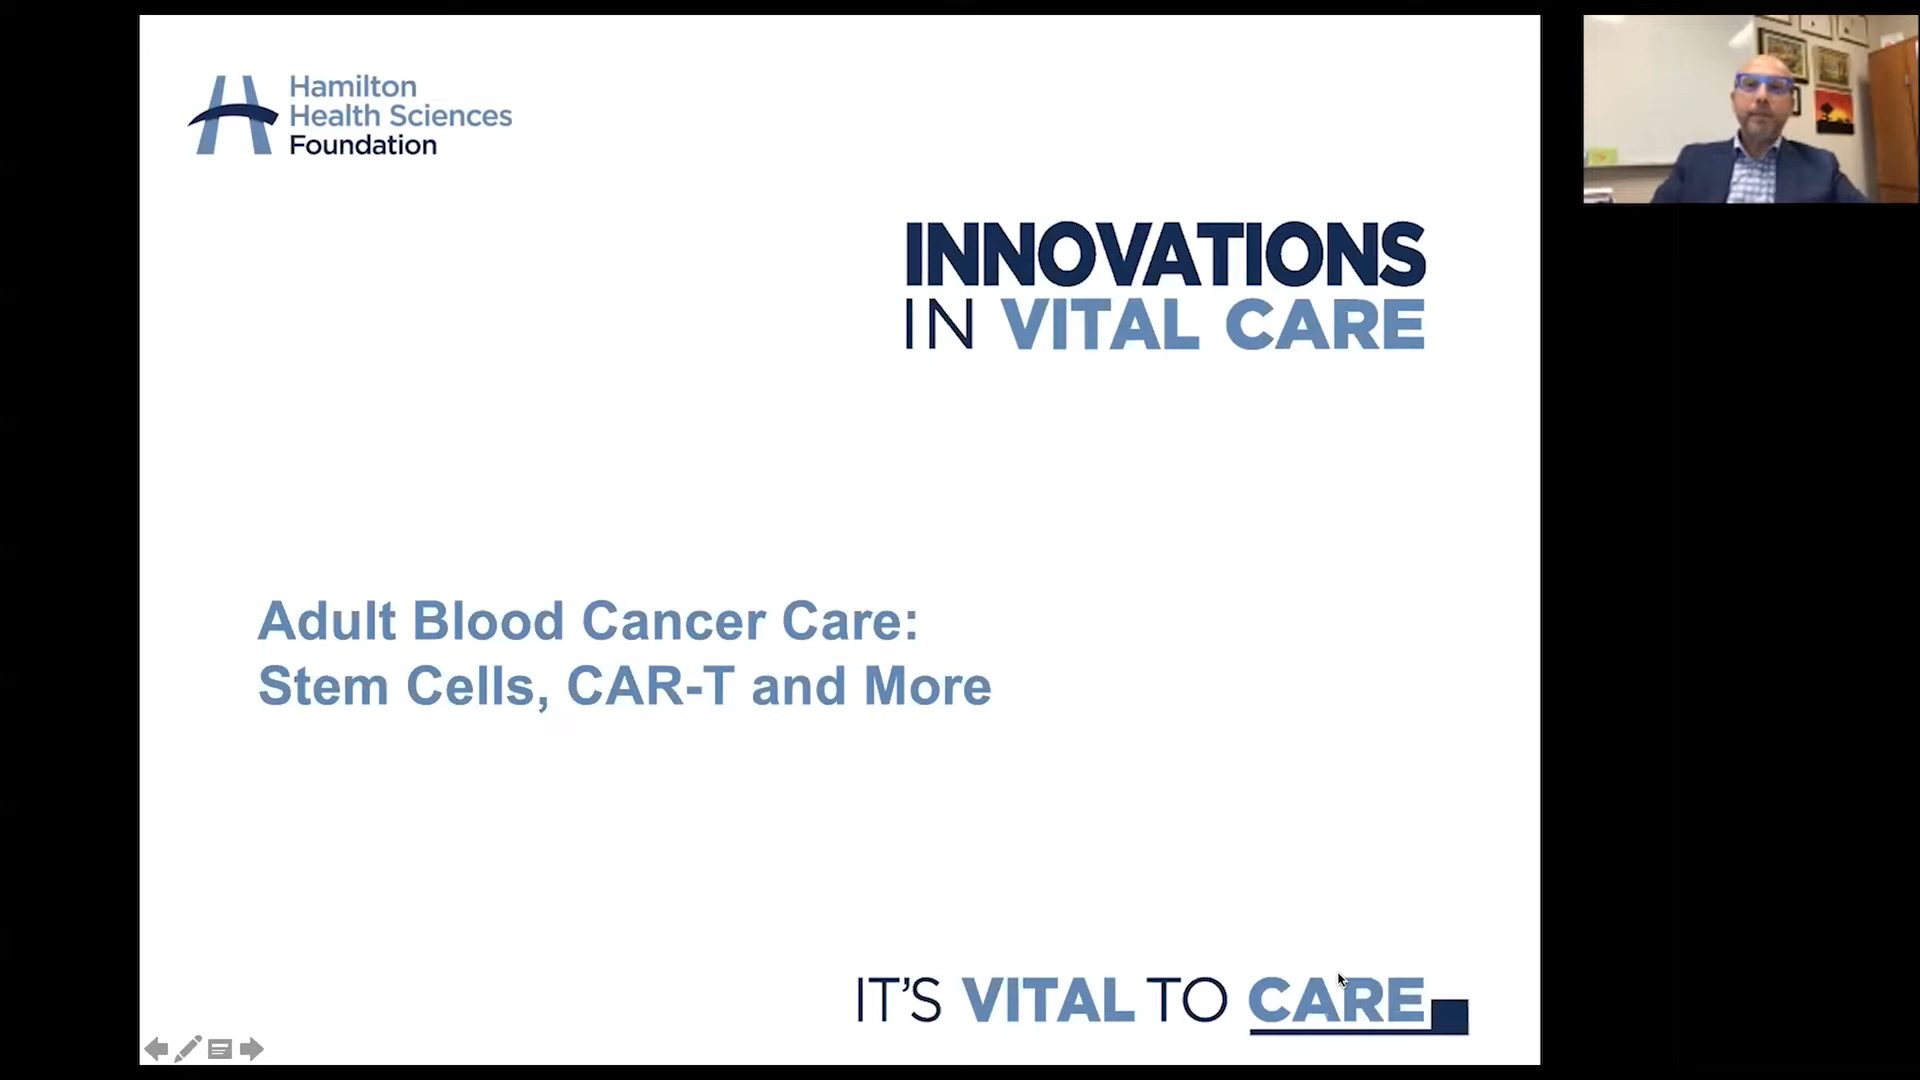 Hamilton
Health Sciences
Foundation
INNOVATIONS
IN VITAL CARE
Adult Blood Cancer Care:
Stem Cells, CAR-T and More
IT'S VITAL TO CARE